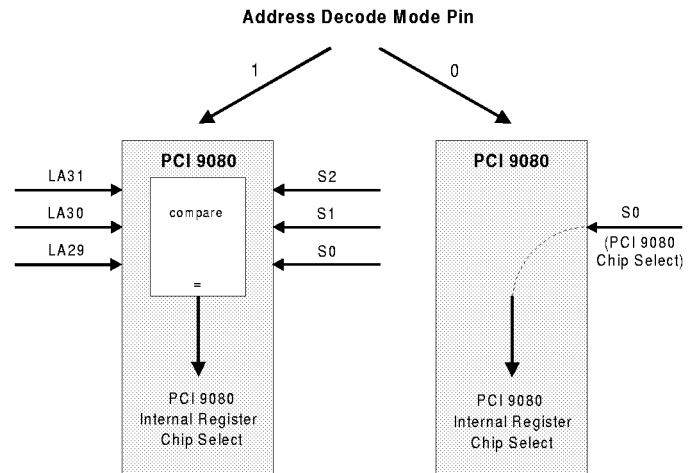 Address Decode Mode Pin
1
0
PCI 9080
LA31
LA30
LA29
compare
=
S2
S1
S0
PCI 9080
Internal Register
Chip Select
PCI 9080
S0
(PCI 9080
Chip Select)
PCI 9080
Internal Register
Chip Select